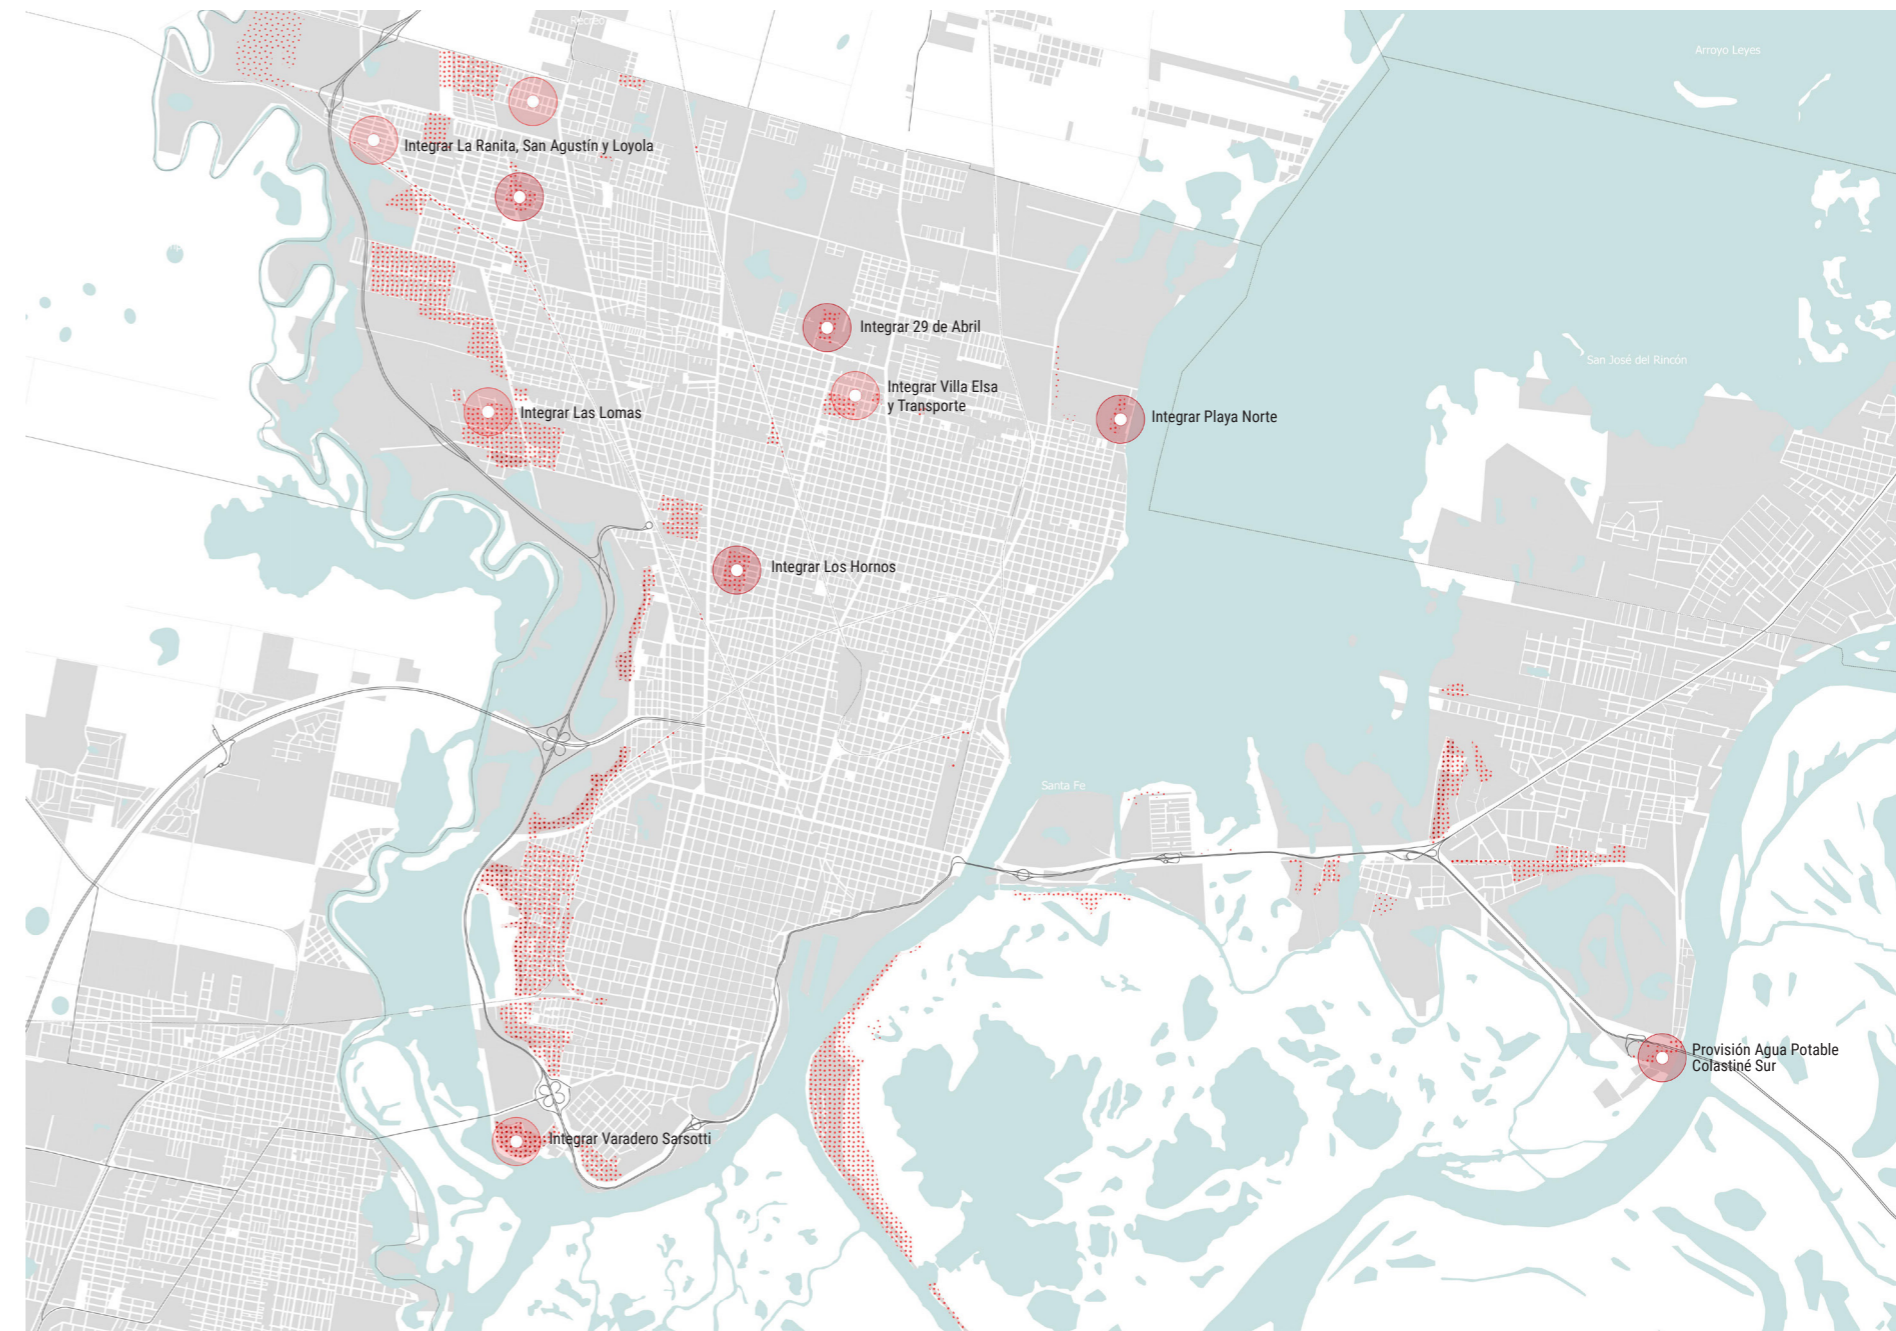 Recreo
Arroyo Leyes
Integrar La Ranita, San Agustín y Loyola
Integrar 29 de Abril
San José del Rincón
Integrar Villa Elsa
y Transporte
Integrar Las Lomas
Integrar Playa Norte
Integrar Los Hornos
Santa Fe
Provisión Agua Potable
Colastiné Sur
Integrar Varadero Sarsotti